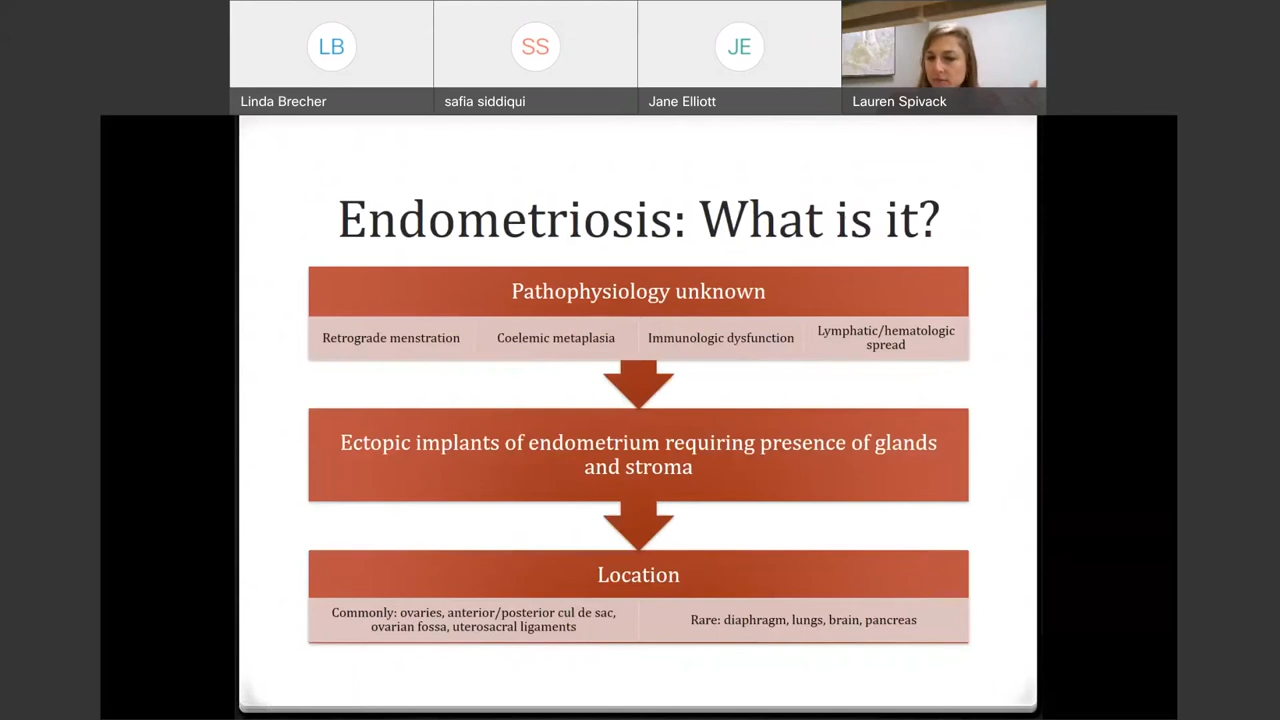 LB
SS
JE
Linda Brecher
safia siddiqui
Jane Elliott
Lauren Spivack
Endometriosis: What is it?
Pathophysiology unknown
Retrograde menstration
Coelemic metaplasia
Immunologic dysfunction
Lymphatic/hematologic
spread
Ectopic implants of endometrium requiring presence of glands
and stroma
Location
Commonly: ovaries, anterior/posterior cul de sac,
ovarian fossa, uterosacral ligaments
Rare: diaphragm, lungs, brain, pancreas